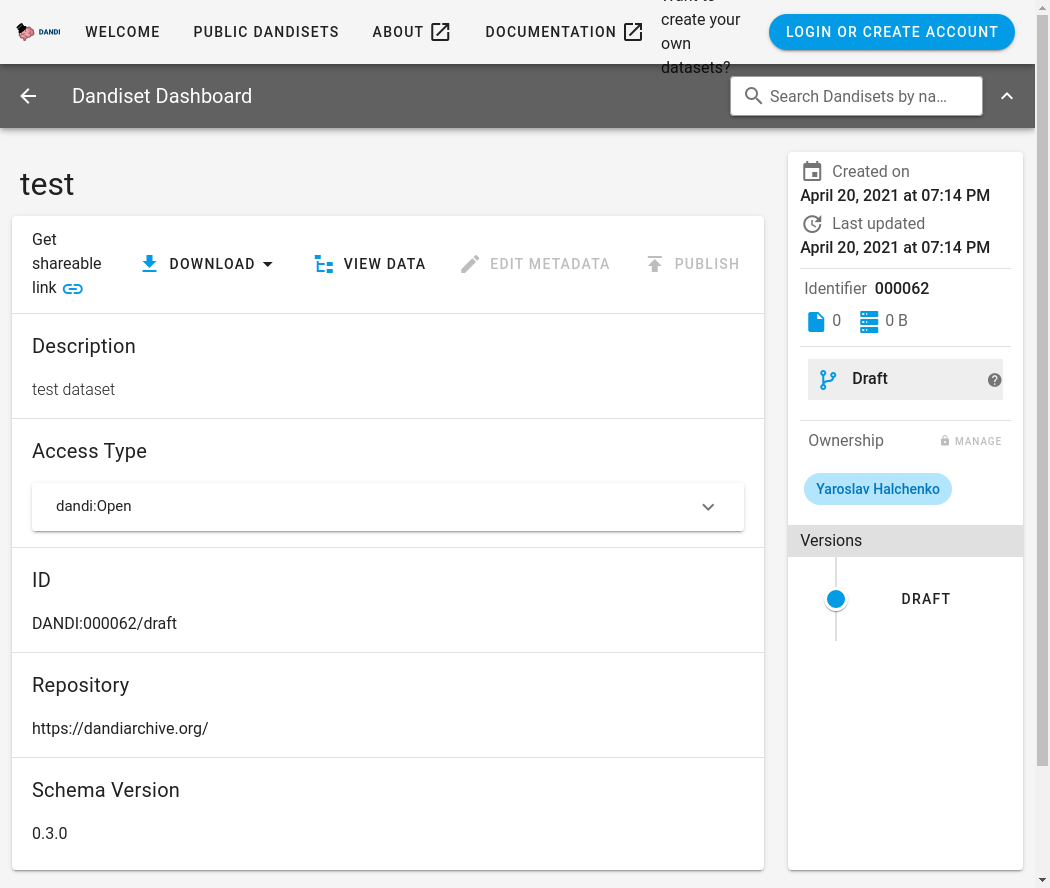 DANDI
WELCOME
PUBLIC DANDISETS
ABOUT
DOCUMENTATION
create your
own
datasets?
LOGIN OR CREATE ACCOUNT
Dandiset Dashboard
Search Dandisets by na…
test
Get
shareable
link
DOWNLOAD
VIEW DATA
EDIT METADATA
PUBLISH
Description
test dataset
Access Type
dandi:Open
ID
DANDI:000062/draft
Repository
https://dandiarchive.org/
Schema Version
0.3.0
Created on
April 20, 2021 at 07:14 PM
Last updated
April 20, 2021 at 07:14 PM
Identifier 000062
0
0 B
Draft
Ownership
MANAGE
Yaroslav Halchenko
Versions
DRAFT